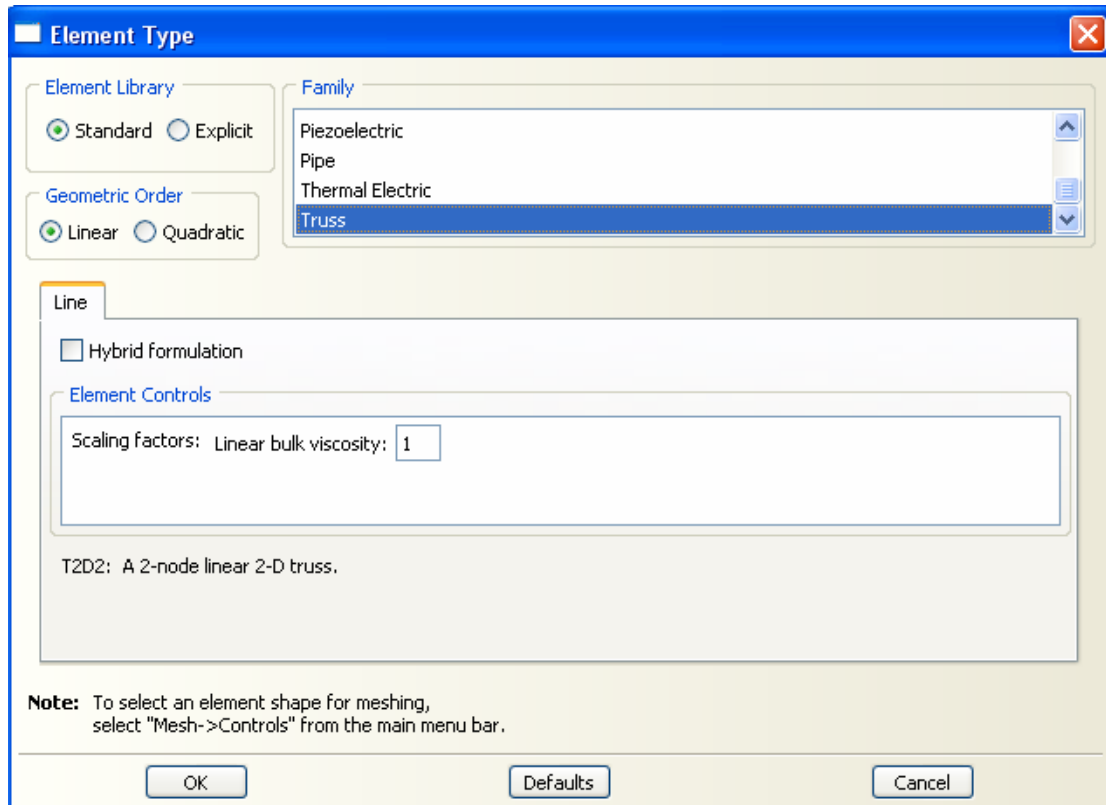 Element Type
Element Library
Standard Explicit
Family
Piezoelectric
Pipe
Thermal Electric
Truss
Geometric Order
Linear Quadratic
Line
Hybrid formulation
Element Controls
Scaling factors: Linear bulk viscosity: 1
T2D2: A 2-node linear 2-D truss.
Note: To select an element shape for meshing,
select "Mesh->Controls" from the main menu bar.
OK Defaults Cancel